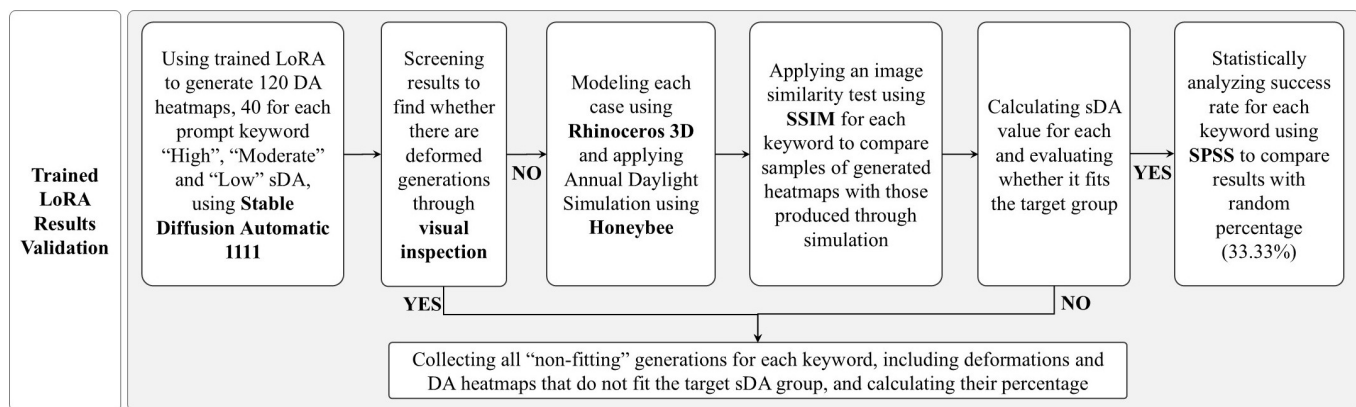 Trained
LoRA
Results
Validation
Using trained LoRA
to generate 120 DA
heatmaps, 40 for each
prompt keyword
“High”, “Moderate”
and “Low” sDA,
using Stable
Diffusion Automatic
1111
Screening
results to
find whether
there are
deformed
generations
through
visual
inspection
NO
YES
Modeling each
case using
Rhinoceros 3D
and applying
Annual Daylight
Simulation using
Honeybee
Applying an image
similarity test using
SSIM for each
keyword to compare
samples of generated
heatmaps with those
produced through
simulation
Calculating sDA
value for each
and evaluating
whether it fits
the target group
YES
NO
Statistically
analyzing success
rate for each
keyword using
SPSS to compare
results with
random
percentage
(33.33%)
Collecting all “non-fitting” generations for each keyword, including deformations and
DA heatmaps that do not fit the target sDA group, and calculating their percentage